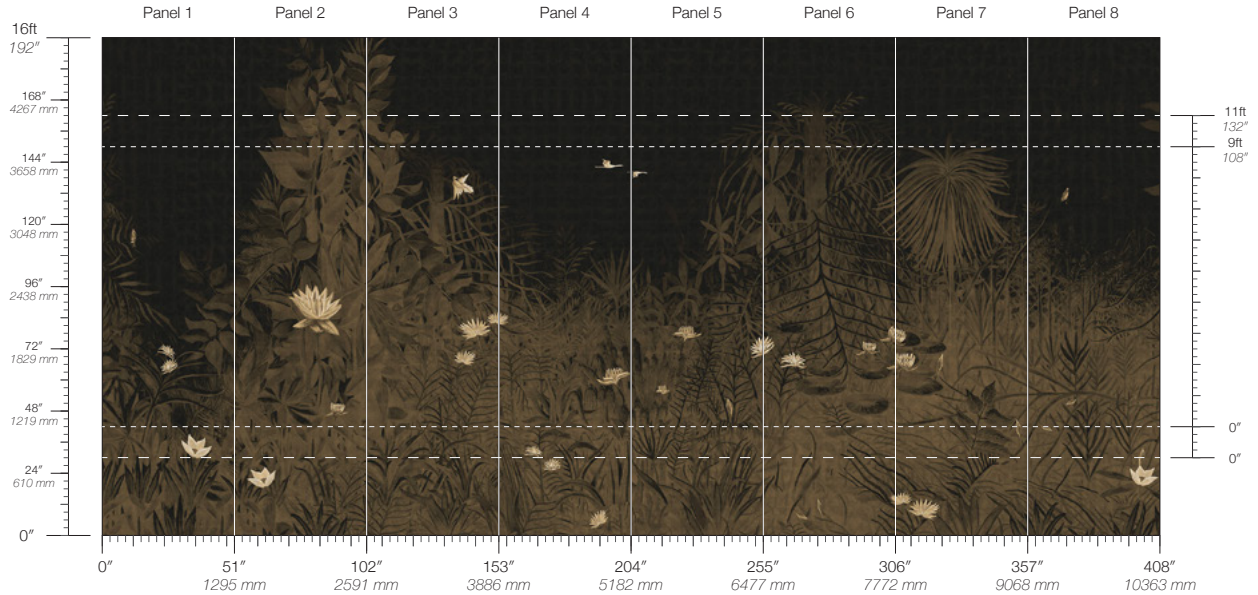 Panel 1 Panel 2 Panel 3 Panel 4 Panel 5 Panel 6 Panel 7 Panel 8
16ft
192″
168″
4267 mm
11ft
132″
9ft
108″
144″
3658 mm
120″
3048 mm
96″
2438 mm
72″
1829 mm
48″
1219 mm
0″
0″
24″
610 mm
0″
0″ 51″ 102″ 153″ 204″ 255″ 306″ 357″ 408″
1295 mm 2591 mm 3886 mm 5182 mm 6477 mm 7772 mm 9068 mm 10363 mm